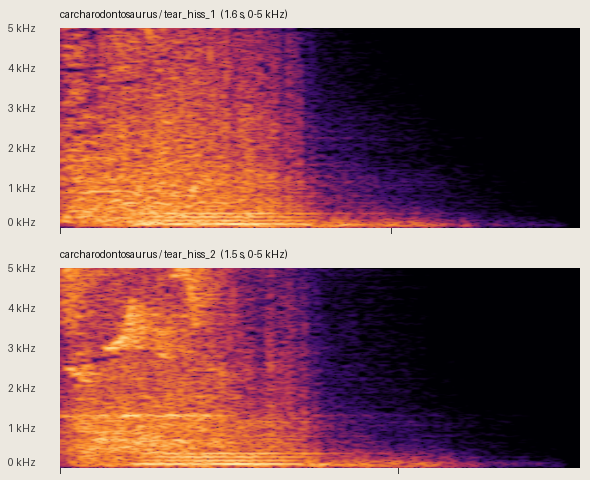 carcharodontosaurus / tear_hiss_1 (1.6 s, 0-5 kHz)
5 kHz
4 kHz
3 kHz
2 kHz
1 kHz
0 kHz
carcharodontosaurus / tear_hiss_2 (1.5 s, 0-5 kHz)
5 kHz
4 kHz
3 kHz
2 kHz
1 kHz
0 kHz